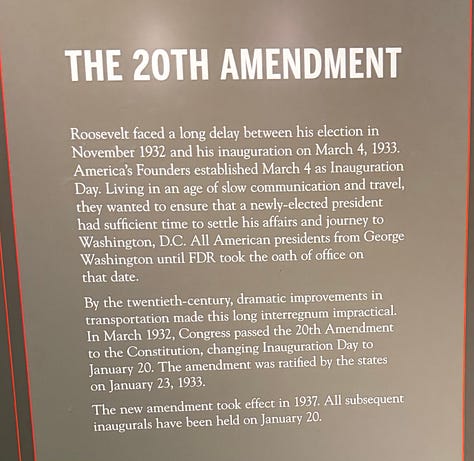 THE 20TH AMENDMENT
Roosevelt faced a long delay between his election in
November 1932 and his inauguration on March 4, 1933.
America's Founders established March 4 as Inauguration
Day. Living in an age of slow communication and travel,
they wanted to ensure that a newly-elected president
had sufficient time to settle his affairs and journey to
Washington, D.C. All American presidents from George
Washington until FDR took the oath of office on
that date.
By the twentieth-century, dramatic improvements in
transportation made this long interregnum impractical.
In March 1932, Congress passed the 20th Amendment
to the Constitution, changing Inauguration Day to
January 20. The amendment was ratified by the states
on January 23, 1933.
The new amendment took effect in 1937. All subsequent
inaugurals have been held on January 20.